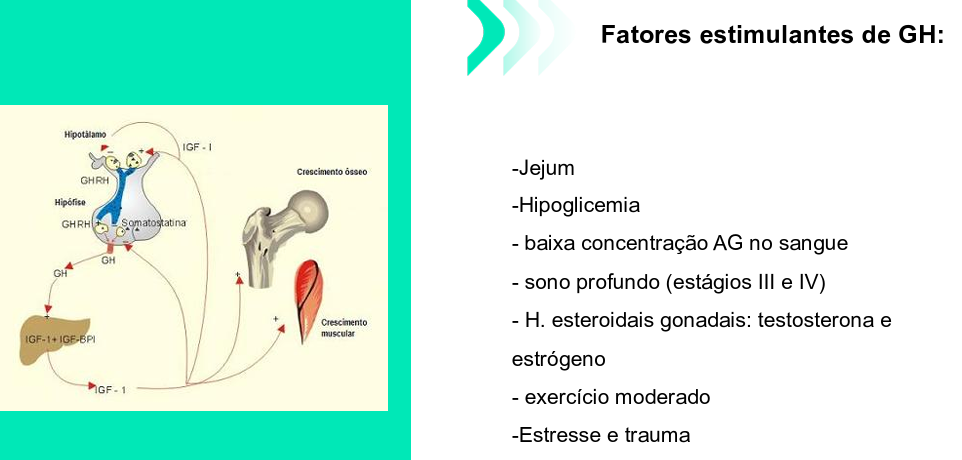 Fatores estimulantes de GH:
Hipotálamo
IGF - I
GHRH
Hipófise
GHRH
Somatostatina
GH
GH
Crescimento ósseo
Crescimento
muscular
IGF-1+ IGF-BPI
IGF - 1
-Jejum
-Hipoglicemia
- baixa concentração AG no sangue
- sono profundo (estágios III e IV)
- H. esteroidais gonadais: testosterona e
estrógeno
- exercício moderado
-Estresse e trauma